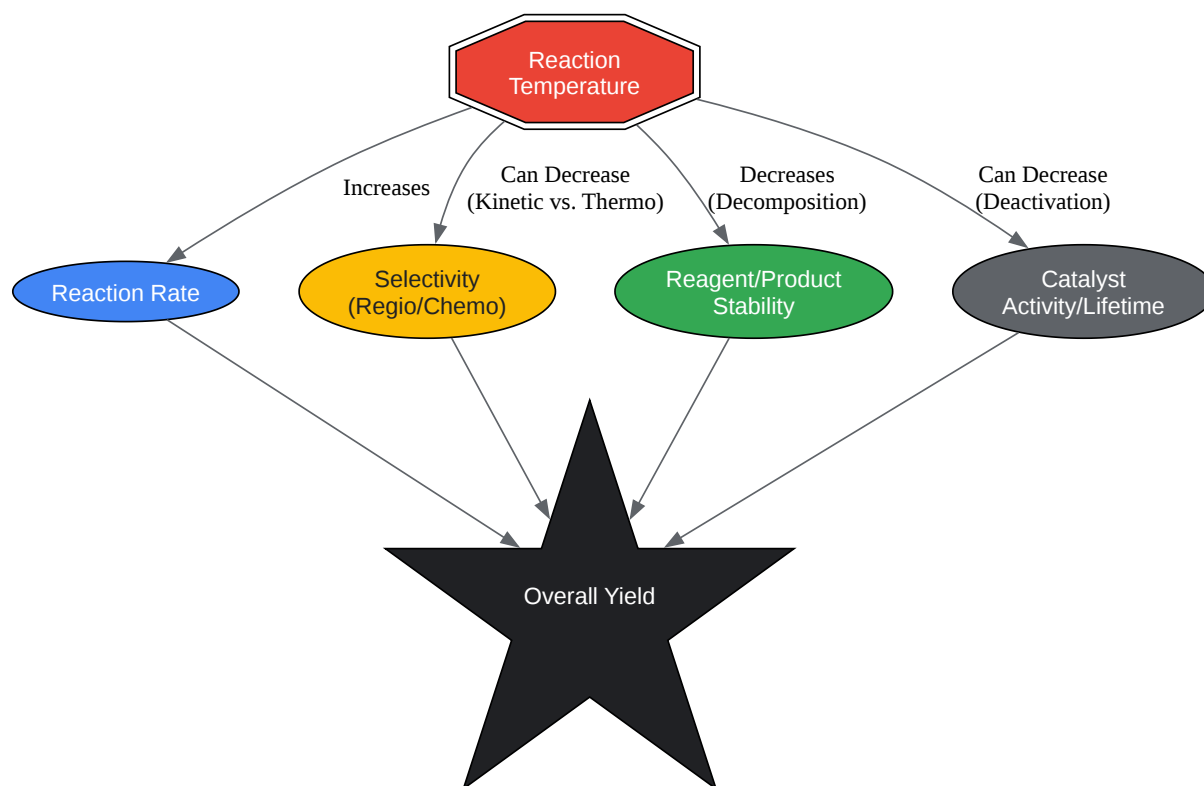 Reaction
Temperature
Increases
Can Decrease
(Kinetic vs. Thermo)
Decreases
(Decomposition)
Can Decrease
(Deactivation)
Reaction Rate
Selectivity
(Regio/Chemo)
Reagent/Product
Stability
Catalyst
Activity/Lifetime
Overall Yield